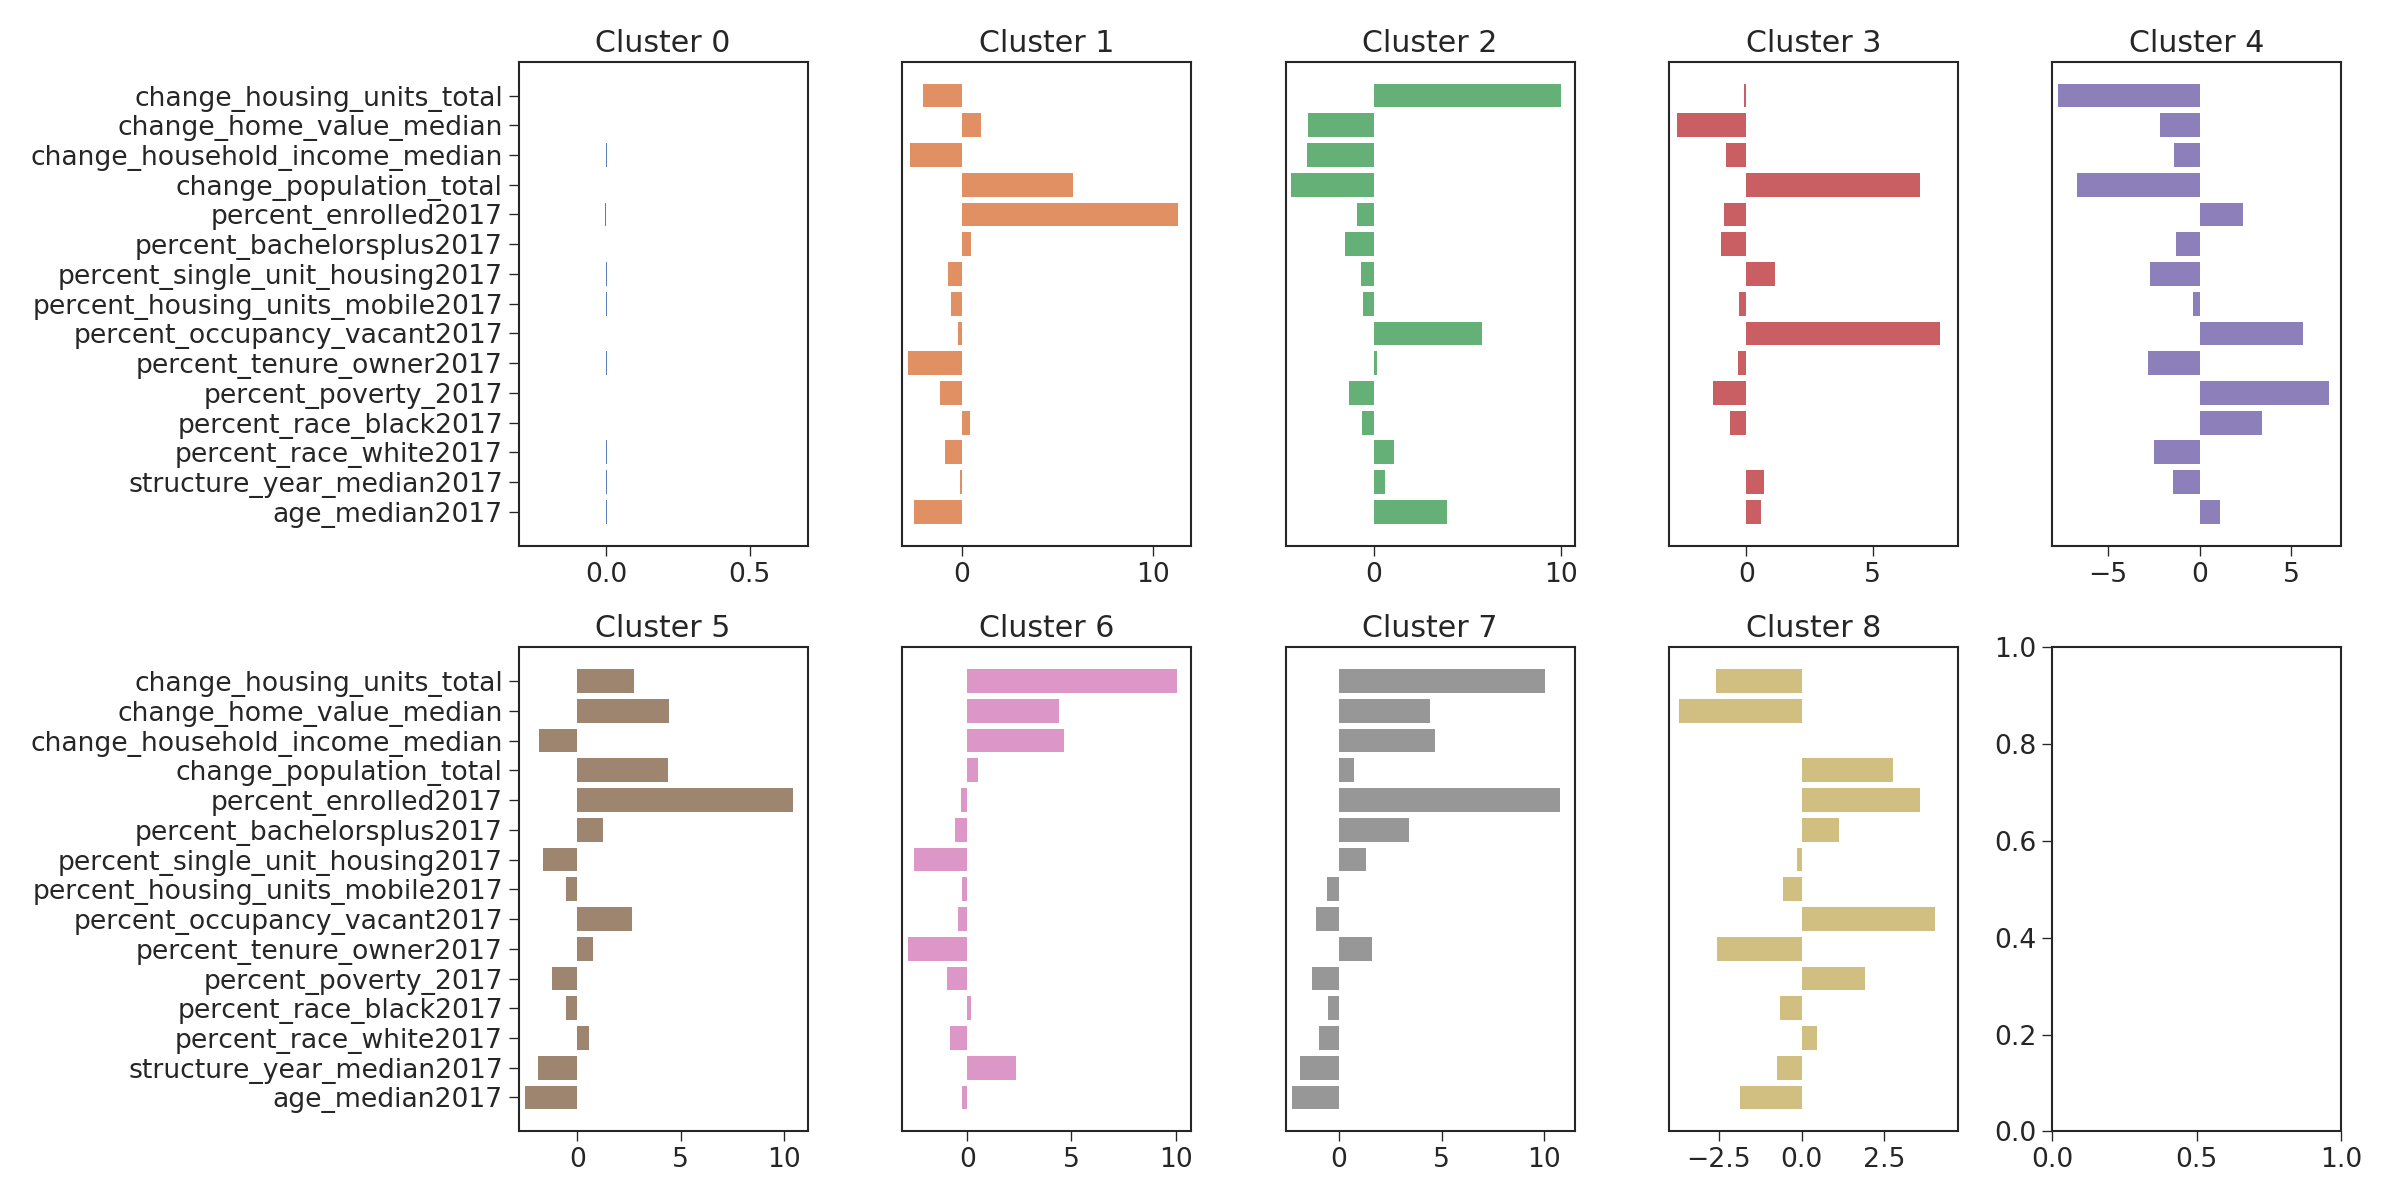 Cluster 0
Cluster 1
Cluster 2
Cluster 3
Cluster 4
change_housing_units_total
change_home_value_median
change_household_income_median
change_population_total
percent_enrolled2017
percent_bachelorsplus2017
percent_single_unit_housing2017
percent_housing_units_mobile2017
percent_occupancy_vacant2017
percent_tenure_owner2017
percent_poverty_2017
percent_race_black2017
percent_race_white2017
structure_year_median2017
age_median2017
0.0 0.5
0 10
0 10
0 5
−5 0 5
Cluster 5
Cluster 6
Cluster 7
Cluster 8
change_housing_units_total
change_home_value_median
change_household_income_median
change_population_total
percent_enrolled2017
percent_bachelorsplus2017
percent_single_unit_housing2017
percent_housing_units_mobile2017
percent_occupancy_vacant2017
percent_tenure_owner2017
percent_poverty_2017
percent_race_black2017
percent_race_white2017
structure_year_median2017
age_median2017
0 5 10
0 5 10
0 5 10
−2.5 0.0 2.5
1.0
0.8
0.6
0.4
0.2
0.0
0.0 0.5 1.0